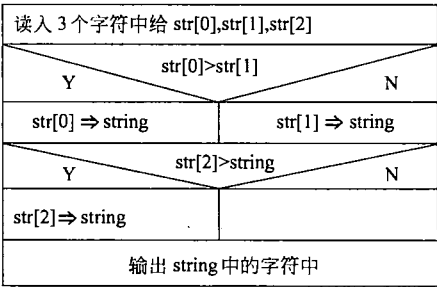 读入3个字符中给 str[0],str[1],str[2]
str[0]>str[1]
Y
N
str[0] ⇒ string
str[1] ⇒ string
str[2]>string
Y
N
str[2]⇒ string
输出 string 中的字符中